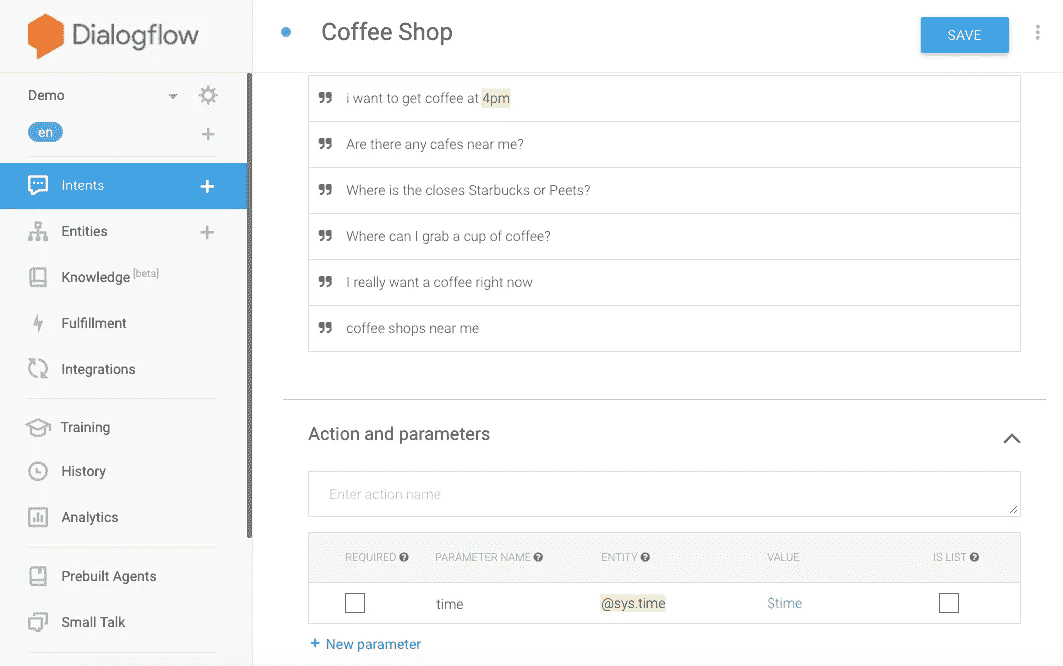 Dialogflow
Demo
en
Intents
Entities
Knowledge [beta]
Fulfillment
Integrations
Training
History
Analytics
Prebuilt Agents
Small Talk
Coffee Shop
SAVE
i want to get coffee at 4pm
Are there any cafes near me?
Where is the closes Starbucks or Peets?
Where can I grab a cup of coffee?
I really want a coffee right now
coffee shops near me
Action and parameters
Enter action name
REQUIRED PARAMETER NAME ENTITY VALUE IS LIST
time @sys.time $time
+ New parameter